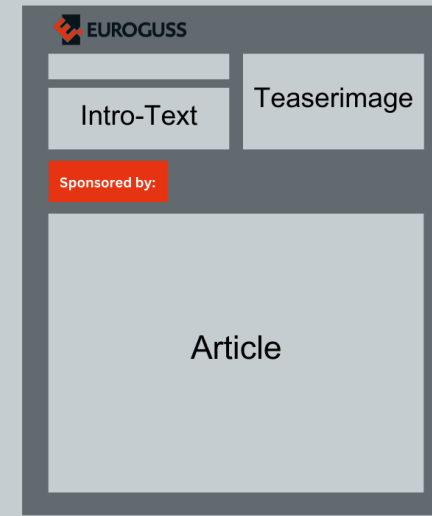 EUROGUSS
Intro-Text
Teaserimage
Sponsored by:
Article